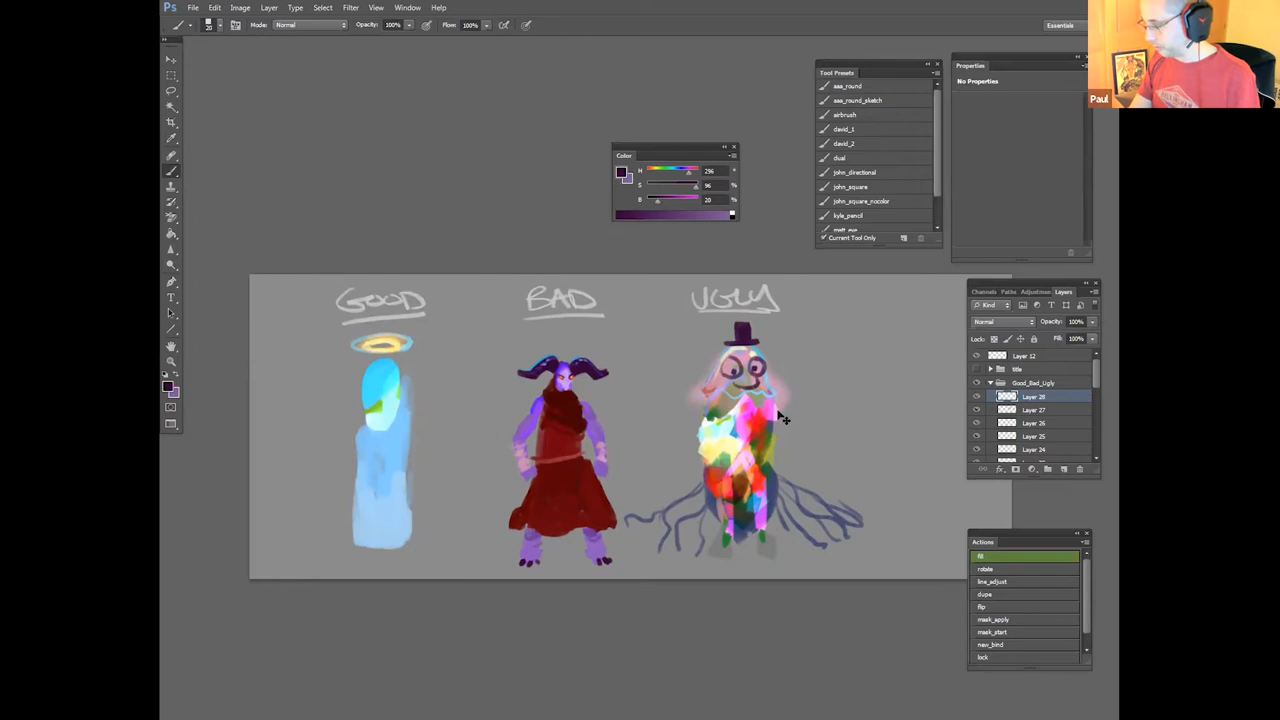 Ps File Edit Image Layer Type Select Filter View Window Help
20 Mode: Normal Opacity: 100% Flow: 100% Essentials
Tool Presets
aaa_round
aaa_round_sketch
airbrush
david_1
david_2
dual
john_directional
john_square
john_square_nocolor
kyle_pencil
Current Tool Only
Properties
No Properties
Paul
Color
H 296 °
S 96 %
B 20 %
GOOD BAD UGLY
Channels Paths Adjustmen Layers
Kind
Normal Opacity: 100%
Lock: Fill: 100%
Layer 12
title
Good_Bad_Ugly
Layer 28
Layer 27
Layer 26
Layer 25
Layer 24
Actions
fill
rotate
line_adjust
dupe
flip
mask_apply
mask_start
new_bind
lock